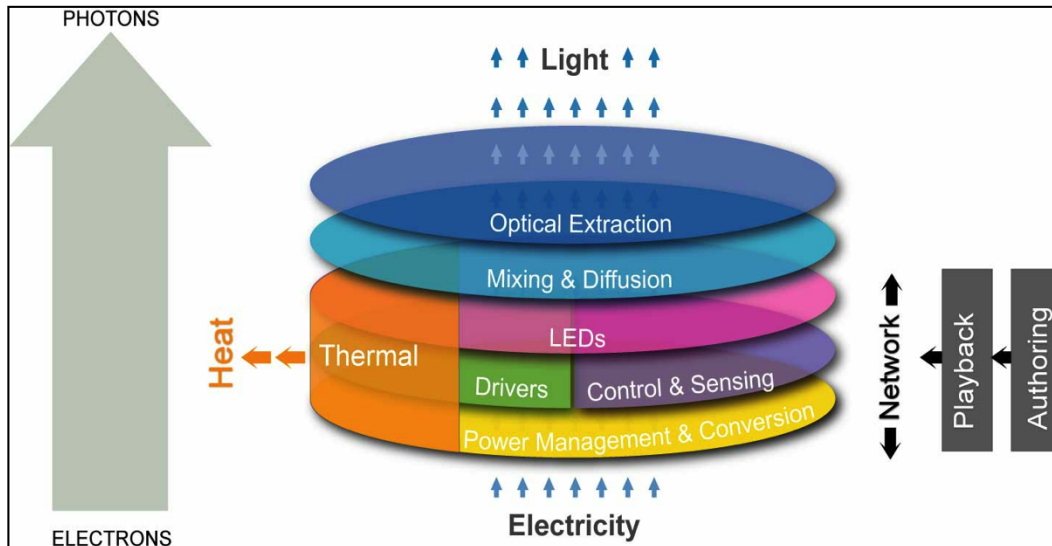 PHOTONS
Light
Optical Extraction
Mixing & Diffusion
LEDs
Thermal
Heat
Drivers
Control & Sensing
Power Management & Conversion
Network
Playback
Authoring
Electricity
ELECTRONS